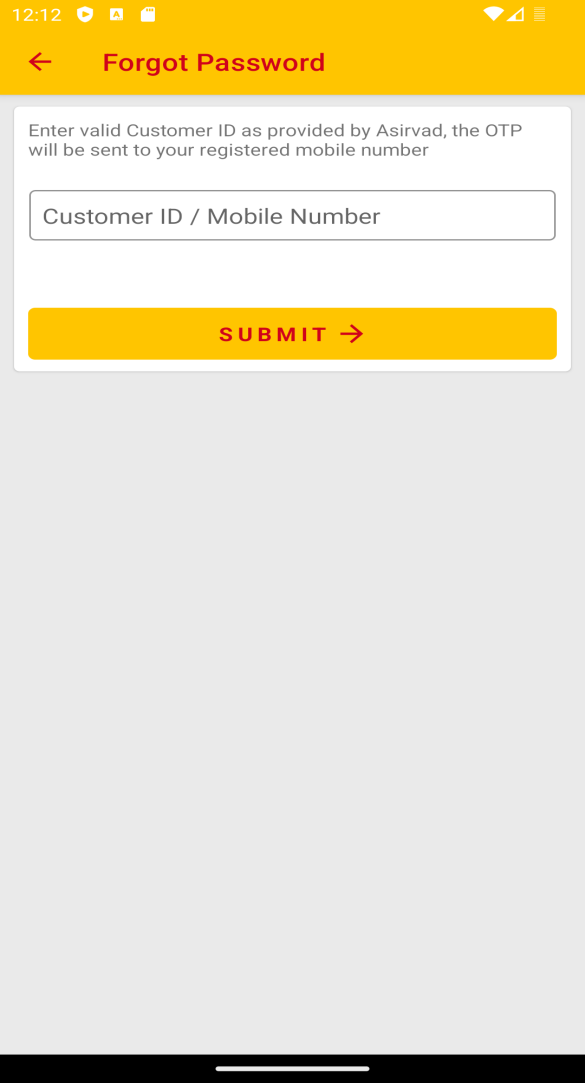 12:12
Forgot Password
Enter valid Customer ID as provided by Asirvad, the OTP
will be sent to your registered mobile number
Customer ID / Mobile Number
SUBMIT